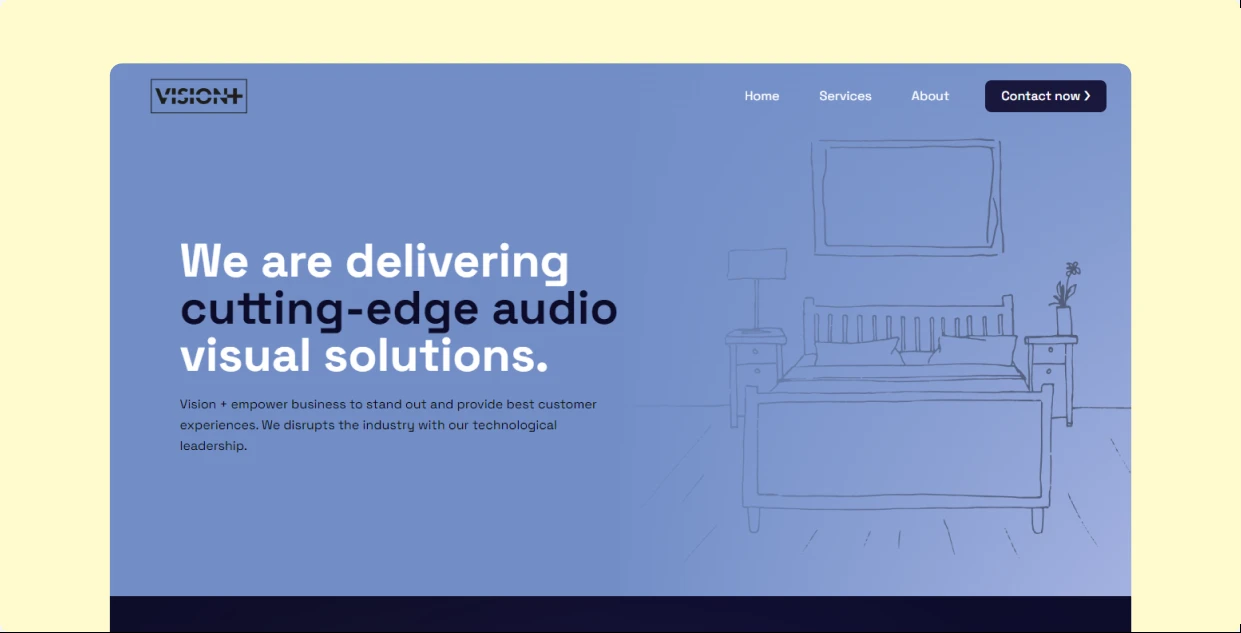 VISION+
Home
Services
About
Contact now ❯
We are delivering
cutting-edge audio
visual solutions.
Vision + empower business to stand out and provide best customer
experiences. We disrupts the industry with our technological
leadership.